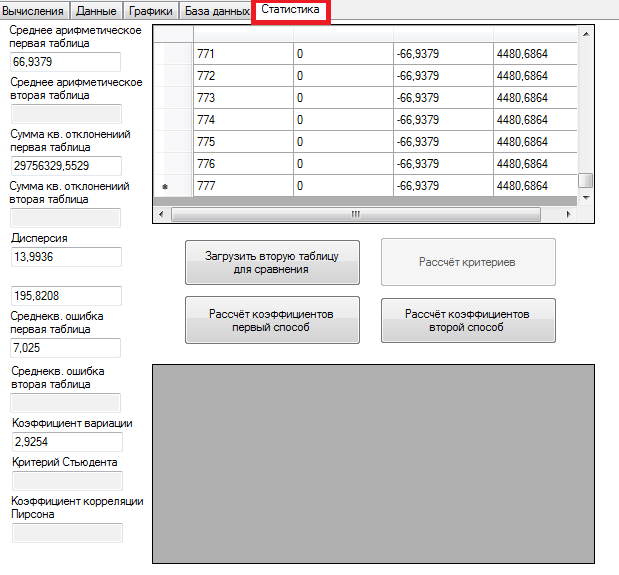 Вычисления Данные Графики База данных Статистика
Среднее арифметическое
первая таблица
66,9379
Среднее арифметическое
вторая таблица
Сумма кв. отклонениий
первая таблица
29756329,5529
Сумма кв. отклонениий
вторая таблица
Дисперсия
13,9936
195,8208
Среднекв. ошибка
первая таблица
7,025
Среднекв. ошибка
вторая таблица
Коэффициент вариации
2,9254
Критерий Стьюдента
Коэффициент корреляции
Пирсона
771 0 -66,9379 4480,6864
772 0 -66,9379 4480,6864
773 0 -66,9379 4480,6864
774 0 -66,9379 4480,6864
775 0 -66,9379 4480,6864
776 0 -66,9379 4480,6864
777 0 -66,9379 4480,6864
Загрузить вторую таблицу
для сравнения
Рассчёт критериев
Рассчёт коэффициентов
первый способ
Рассчёт коэффициентов
второй способ